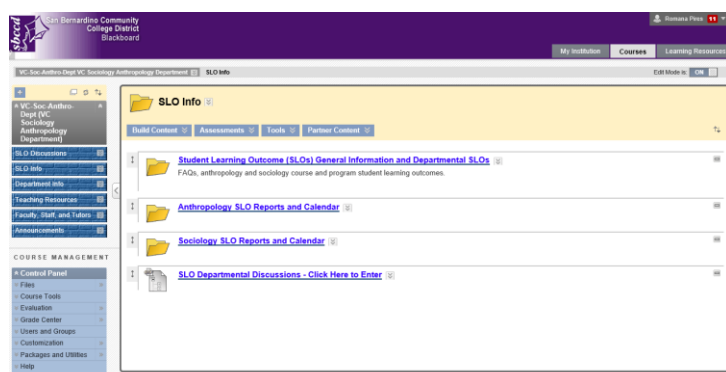 sbccd
San Bernardino Community
College District
Blackboard
Romana Pires 11
My Institution Courses Learning Resources
VC-Soc-Anthro-Dept VC Sociology Anthropology Department SLO Info
Edit Mode is: ON
VC-Soc-Anthro-
Dept (VC
Sociology
Anthropology
Department)
SLO Discussions
SLO Info
Department Info
Teaching Resources
Faculty, Staff, and Tutors
Announcements
COURSE MANAGEMENT
Control Panel
Files
Course Tools
Evaluation
Grade Center
Users and Groups
Customization
Packages and Utilities
Help
SLO Info
Build Content Assessments Tools Partner Content
Student Learning Outcome (SLOs) General Information and Departmental SLOs
FAQs, anthropology and sociology course and program student learning outcomes.
Anthropology SLO Reports and Calendar
Sociology SLO Reports and Calendar
SLO Departmental Discussions - Click Here to Enter